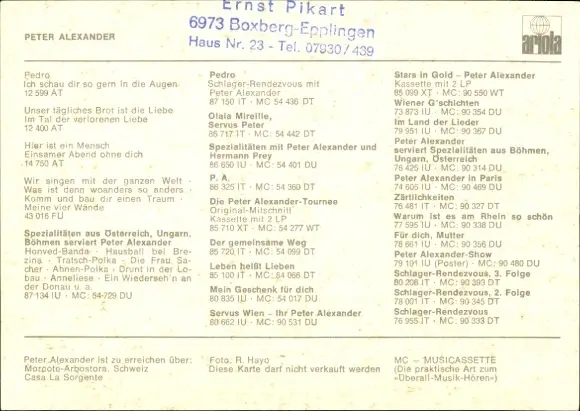 Ernst Pikart
6973 Boxberg-Epplingen
Haus Nr. 23 - Tel. 07930/439
PETER ALEXANDER
ariola
Pedro
Ich schau dir so gern in die Augen
12 599 AT
Unser tägliches Brot ist die Liebe
Im Tal der verlorenen Liebe
12 400 AT
Hier ist ein Mensch
Einsamer Abend ohne dich
14 750 AT
Wir singen mit der ganzen Welt ·
Was ist denn woanders so anders ·
Komm und bau dir einen Traum ·
Meine vier Wände
43 016 FU
Spezialitäten aus Österreich, Ungarn,
Böhmen serviert Peter Alexander
Honved-Banda · Hausball bei Bre-
zina · Tratsch-Polka · Die Frau Sa-
cher · Ahnen-Polka · Drunt in der Lo-
bau · Anneliese · Ein Wiederseh'n an
der Donau u. a.
87 134 IU · MC: 54 729 DU
Pedro
Schlager-Rendezvous mit
Peter Alexander
87 150 IT · MC: 54 436 DT
Olala Mireille,
Servus Peter
86 717 IT · MC: 54 442 DT
Spezialitäten mit Peter Alexander und
Hermann Prey
86 650 IU · MC: 54 401 DU
P. A.
86 325 IT · MC: 54 360 DT
Die Peter Alexander-Tournee
Original-Mitschnitt
Kassette mit 2 LP
85 710 XT · MC: 54 277 WT
Der gemeinsame Weg
85 720 IT · MC: 54 099 DT
Leben heißt Lieben
85 100 IT · MC: 54 066 DT
Mein Geschenk für dich
80 835 IU · MC: 54 017 DU
Servus Wien – Ihr Peter Alexander
80 662 IU · MC: 90 531 DU
Stars in Gold – Peter Alexander
Kassette mit 2 LP
85 099 XT · MC: 90 550 WT
Wiener G'schichten
73 873 IU · MC: 90 354 DU
Im Land der Lieder
79 951 IU · MC: 90 367 DU
Peter Alexander
serviert Spezialitäten aus Böhmen,
Ungarn, Österreich
76 425 IU · MC: 90 314 DU
Peter Alexander in Paris
74 605 IU · MC: 90 469 DU
Zärtlichkeiten
76 481 IT · MC: 90 327 DT
Warum ist es am Rhein so schön
77 595 IU · MC: 90 338 DU
Für dich, Mutter
78 661 IU · MC: 90 356 DU
Peter Alexander-Show
79 101 IU (Poster) · MC: 90 480 DU
Schlager-Rendezvous, 3. Folge
80 208 IT · MC: 90 393 DT
Schlager-Rendezvous, 2. Folge
78 001 IT · MC: 90 345 DT
Schlager-Rendezvous
76 955 IT · MC: 90 333 DT
Peter Alexander ist zu erreichen über:
Morcote-Arbostora, Schweiz
Casa La Sorgente
Foto: R. Hayo
Diese Karte darf nicht verkauft werden
MC – MUSICASSETTE
(Die praktische Art zum
»Überall-Musik-Hören«)